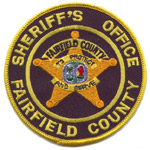 SHERIFF'S OFFICE
FAIRFIELD COUNTY
TO PROTECT
AND SERVE
FAIRFIELD COUNTY